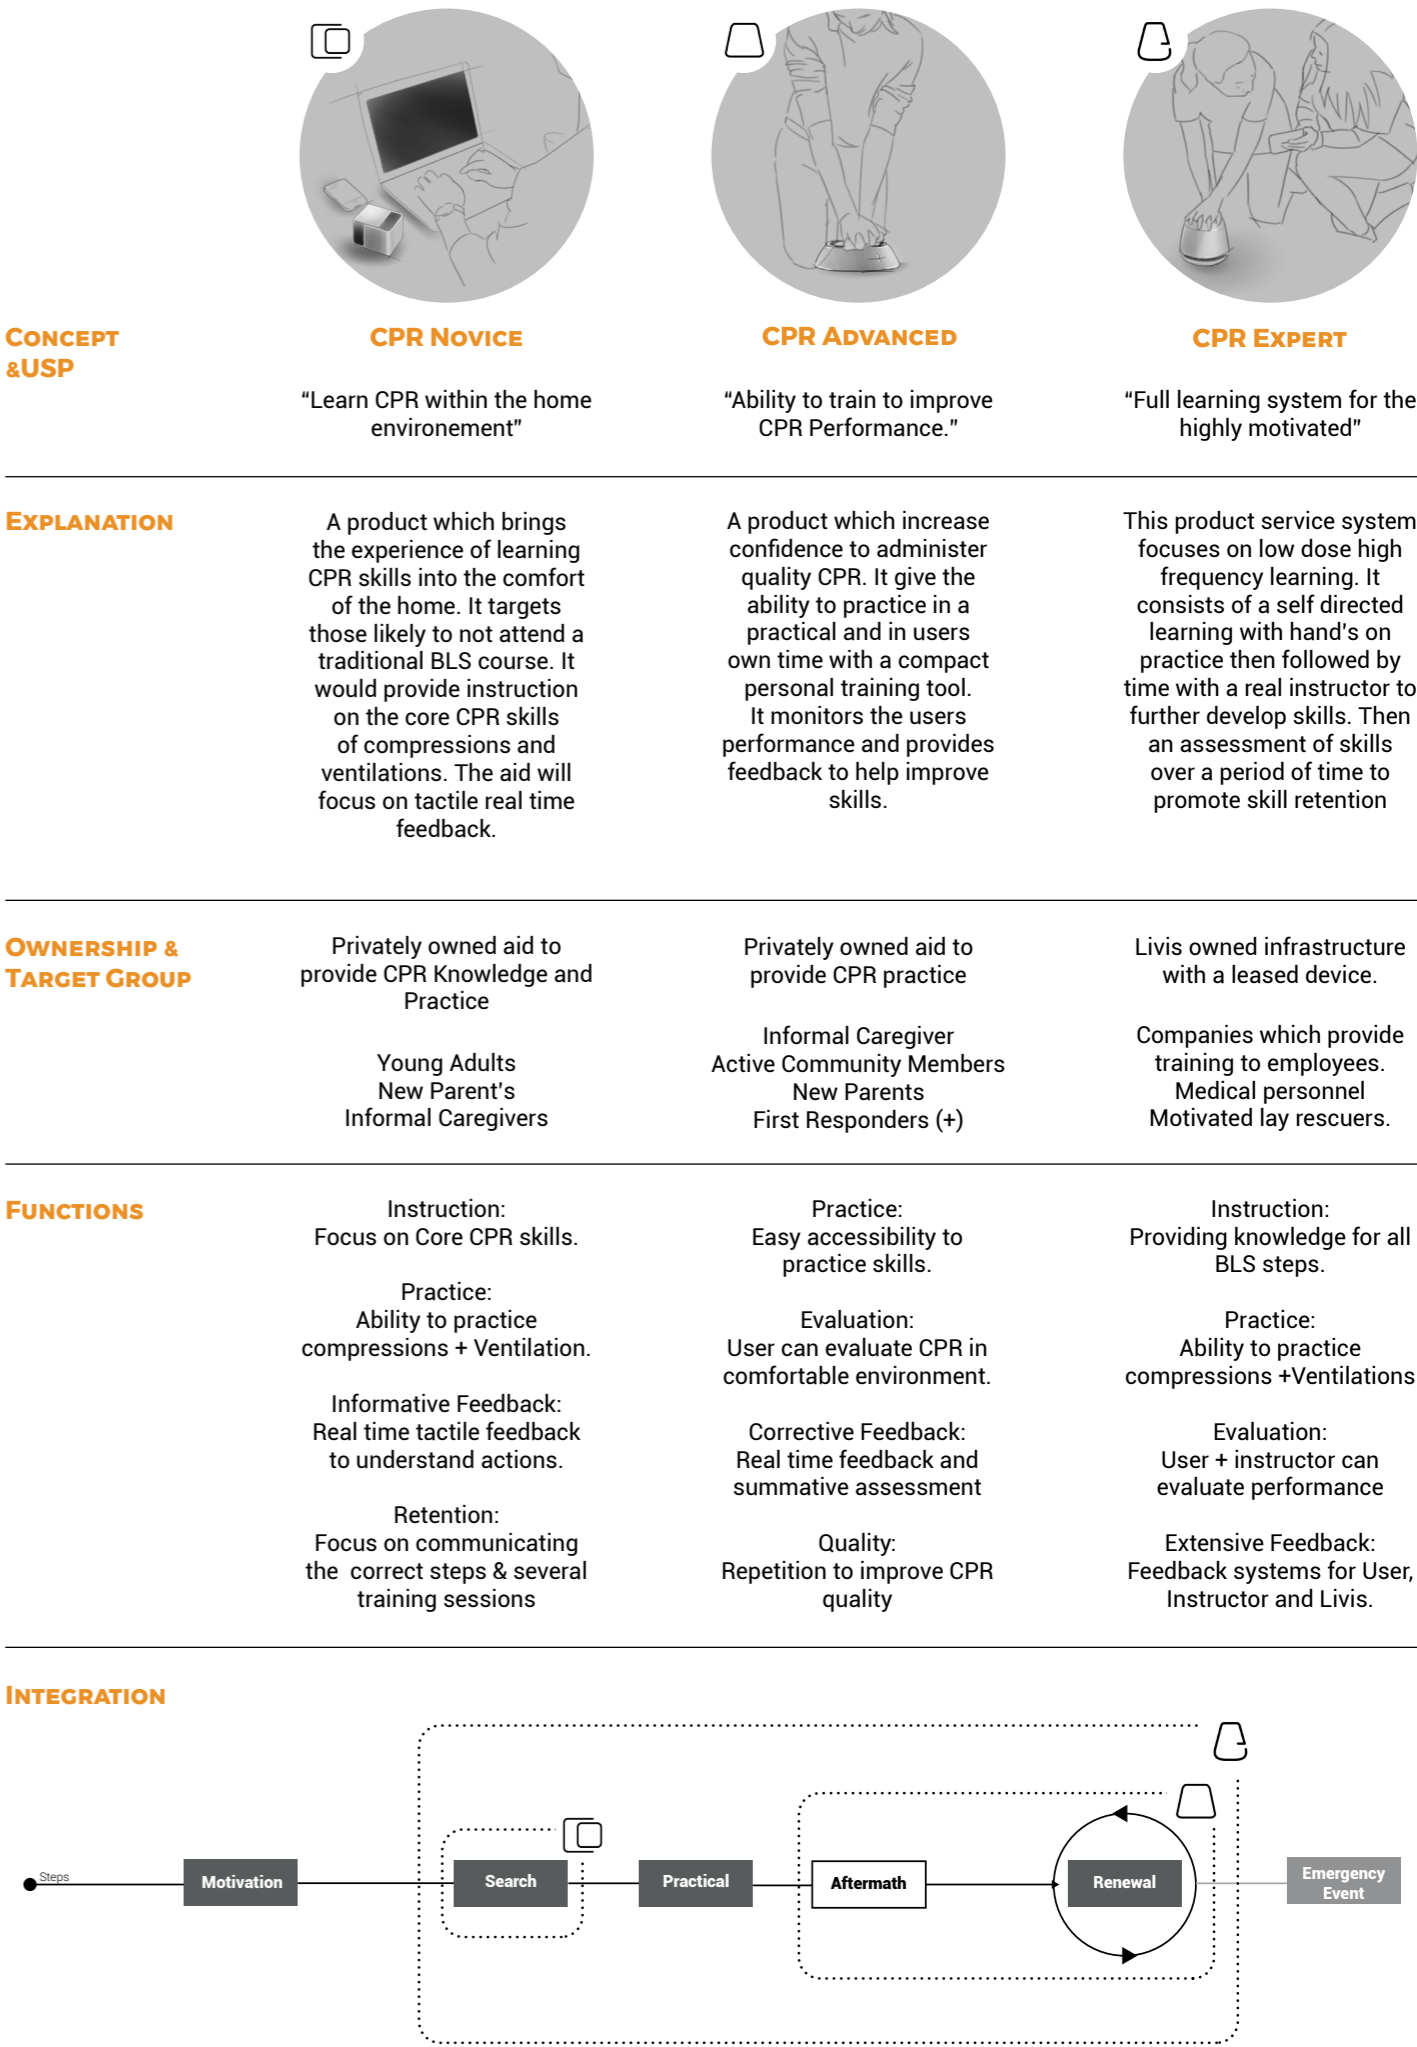 CONCEPT
&USP
CPR NOVICE
"Learn CPR within the home
environement"
CPR ADVANCED
"Ability to train to improve
CPR Performance."
CPR EXPERT
"Full learning system for the
highly motivated"
EXPLANATION
A product which brings
the experience of learning
CPR skills into the comfort
of the home. It targets
those likely to not attend a
traditional BLS course. It
would provide instruction
on the core CPR skills
of compressions and
ventilations. The aid will
focus on tactile real time
feedback.
A product which increase
confidence to administer
quality CPR. It give the
ability to practice in a
practical and in users
own time with a compact
personal training tool.
It monitors the users
performance and provides
feedback to help improve
skills.
This product service system
focuses on low dose high
frequency learning. It
consists of a self directed
learning with hand's on
practice then followed by
time with a real instructor to
further develop skills. Then
an assessment of skills
over a period of time to
promote skill retention
OWNERSHIP &
TARGET GROUP
Privately owned aid to
provide CPR Knowledge and
Practice
Young Adults
New Parent's
Informal Caregivers
Privately owned aid to
provide CPR practice
Informal Caregiver
Active Community Members
New Parents
First Responders (+)
Livis owned infrastructure
with a leased device.
Companies which provide
training to employees.
Medical personnel
Motivated lay rescuers.
FUNCTIONS
Instruction:
Focus on Core CPR skills.
Practice:
Ability to practice
compressions + Ventilation.
Informative Feedback:
Real time tactile feedback
to understand actions.
Retention:
Focus on communicating
the correct steps & several
training sessions
Practice:
Easy accessibility to
practice skills.
Evaluation:
User can evaluate CPR in
comfortable environment.
Corrective Feedback:
Real time feedback and
summative assessment
Quality:
Repetition to improve CPR
quality
Instruction:
Providing knowledge for all
BLS steps.
Practice:
Ability to practice
compressions +Ventilations
Evaluation:
User + instructor can
evaluate performance
Extensive Feedback:
Feedback systems for User,
Instructor and Livis.
INTEGRATION
Steps
Motivation
Search
Practical
Aftermath
Renewal
Emergency
Event